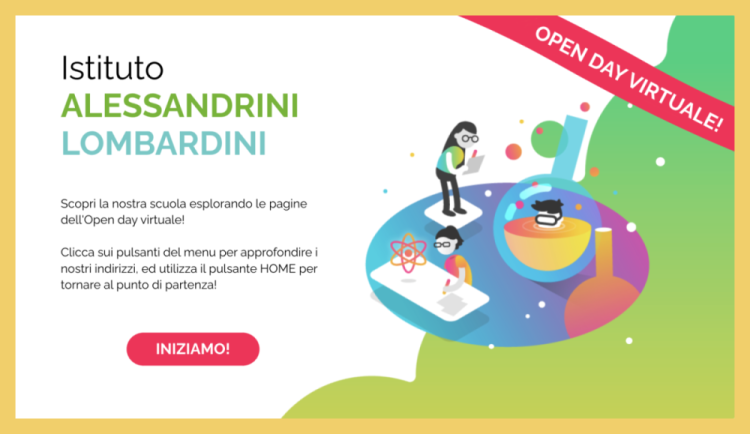 Istituto
ALESSANDRINI
LOMBARDINI
OPEN DAY VIRTUALE!
Scopri la nostra scuola esplorando le pagine
dell'Open day virtuale!
Clicca sui pulsanti del menu per approfondire i
nostri indirizzi, ed utilizza il pulsante HOME per
tornare al punto di partenza!
INIZIAMO!